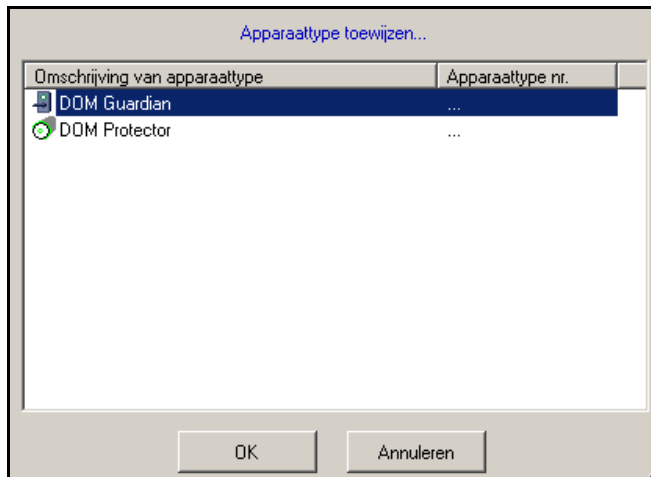 Apparaattype toewijzen...
Omschrijving van apparaattype Apparaattype nr.
DOM Guardian ...
DOM Protector ...
OK Annuleren